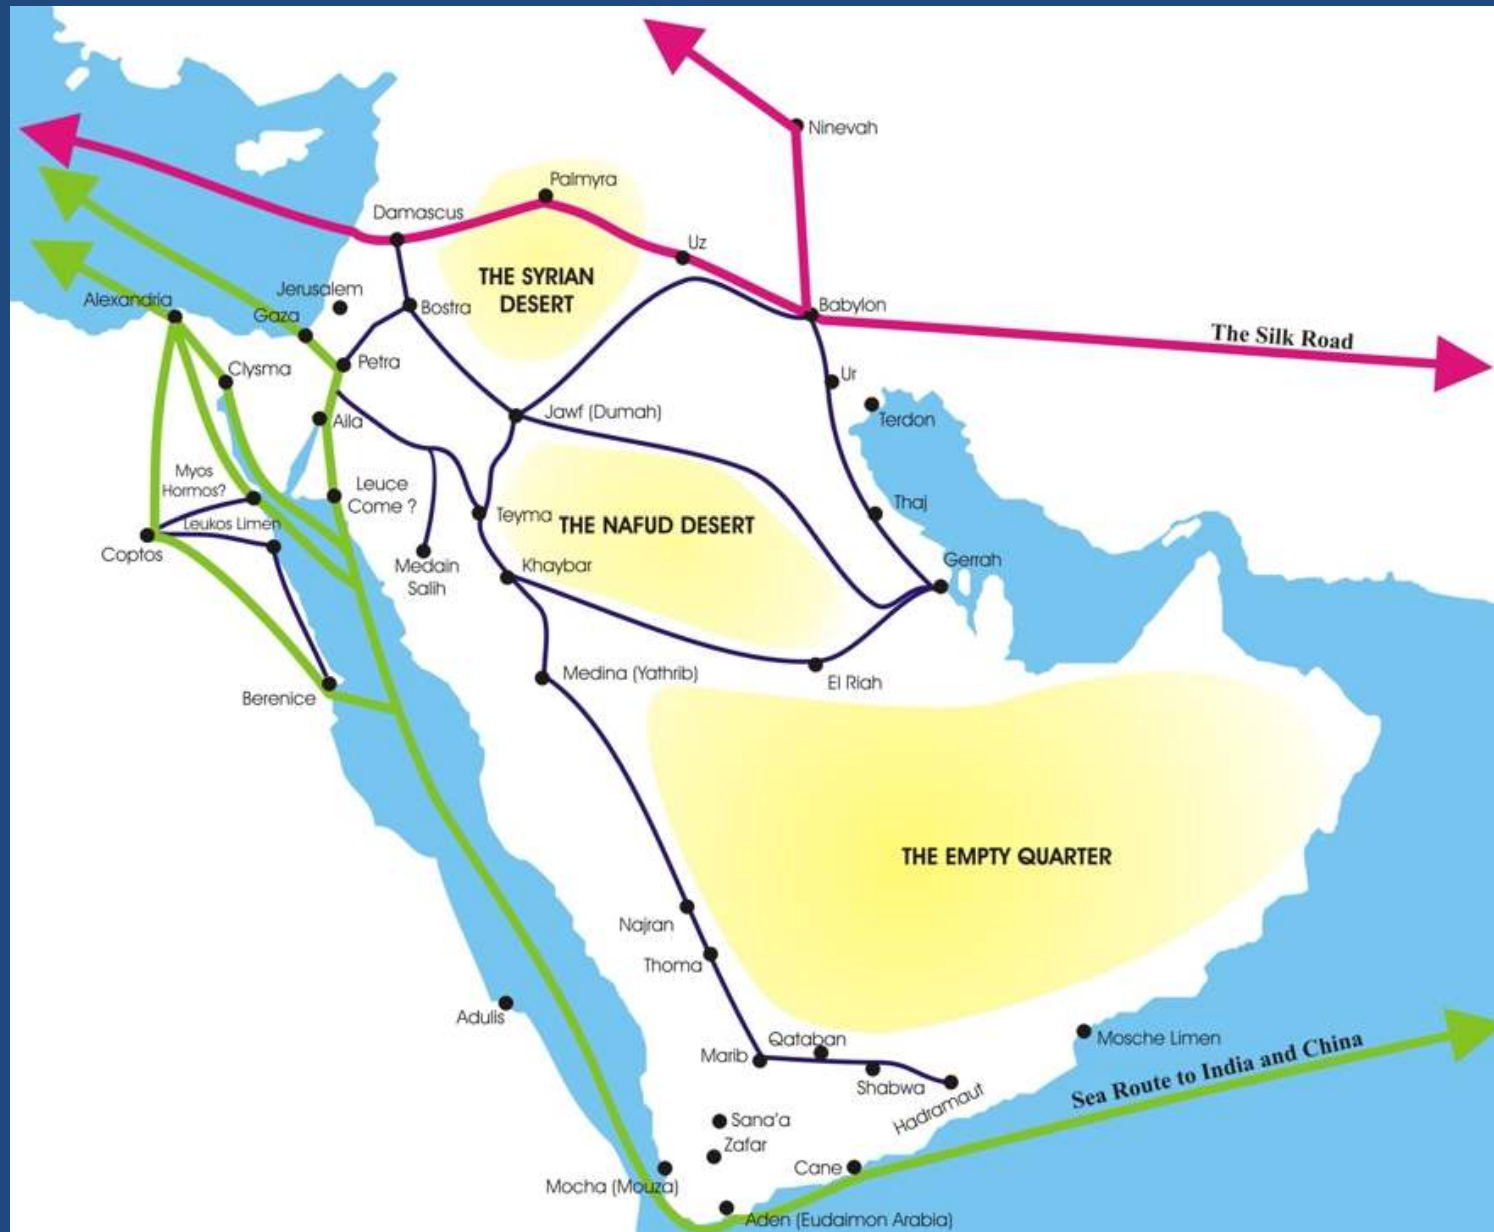 Ninevah
Palmyra
Damascus
Uz
THE SYRIAN
DESERT
Jerusalem
Alexandria
Gaza
Bostra
Babylon
The Silk Road
Clysma
Petra
Ur
Aila
Jawf (Dumah)
Terdon
Myos
Hormos?
Leuce
Come ?
Thaj
Leukos Limen
Teyma
THE NAFUD DESERT
Coptos
Medain
Salih
Khaybar
Gerrah
Medina (Yathrib)
El Riah
Berenice
THE EMPTY QUARTER
Najran
Thoma
Adulis
Marib
Qataban
Mosche Limen
Shabwa
Hadramaut
Sea Route to India and China
Sana'a
Zafar
Cane
Mocha (Mouza)
Aden (Eudaimon Arabia)